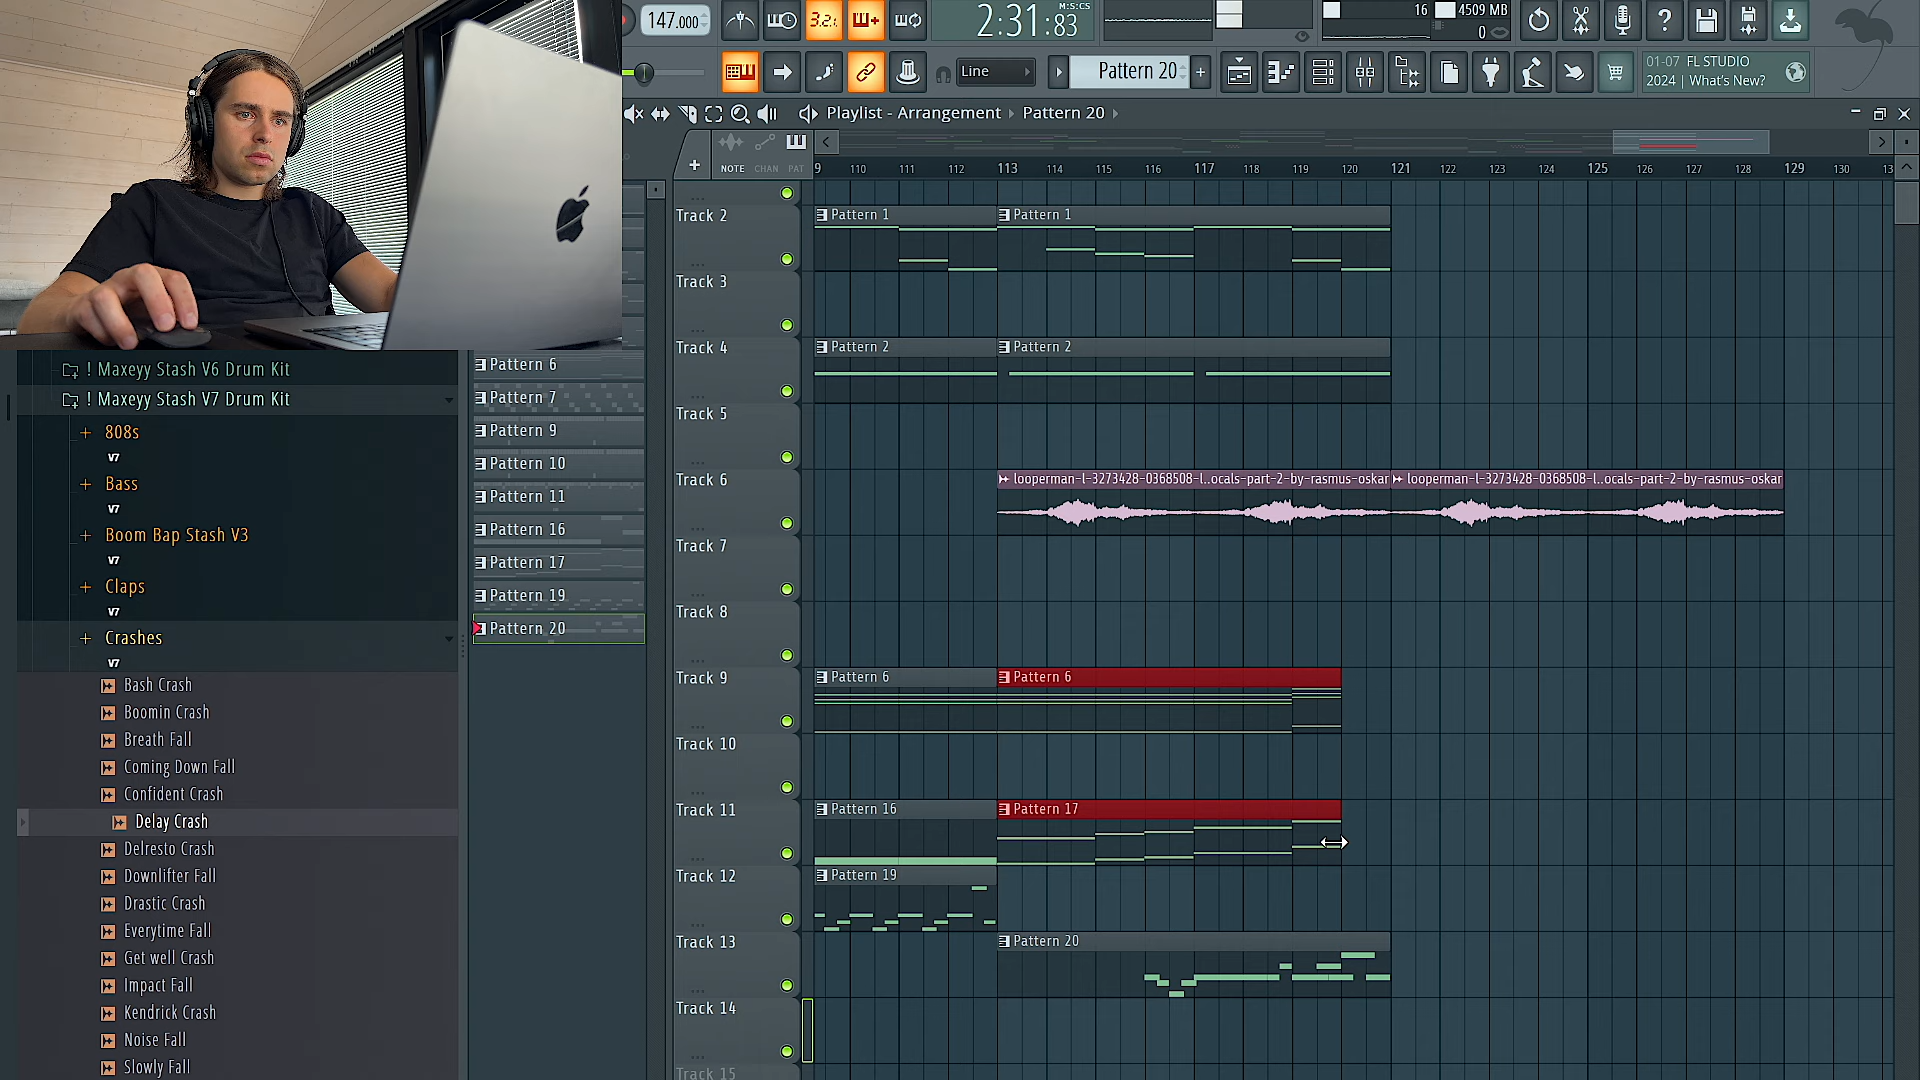 147.000
3.2.
2:31:83
M:S:CS
16
4509 MB
0
Line
Pattern 20
01-07 FL STUDIO
2024 | What's New?
Playlist - Arrangement
Pattern 20
NOTE
CHAN
PAT
9
110
111
112
113
114
115
116
117
118
119
120
121
122
123
124
125
126
127
128
129
130
13
! Maxeyy Stash V6 Drum Kit
! Maxeyy Stash V7 Drum Kit
808s
V7
Bass
V7
Boom Bap Stash V3
V7
Claps
V7
Crashes
V7
Bash Crash
Boomin Crash
Breath Fall
Coming Down Fall
Confident Crash
Delay Crash
Delresto Crash
Downlifter Fall
Drastic Crash
Everytime Fall
Get well Crash
Impact Fall
Kendrick Crash
Noise Fall
Slowly Fall
Pattern 6
Pattern 7
Pattern 9
Pattern 10
Pattern 11
Pattern 16
Pattern 17
Pattern 19
Pattern 20
Track 2
Pattern 1
Pattern 1
Track 3
Track 4
Pattern 2
Pattern 2
Track 5
Track 6
looperman-l-3273428-0368508-l..ocals-part-2-by-rasmus-oskar
looperman-l-3273428-0368508-l..ocals-part-2-by-rasmus-oskar
Track 7
Track 8
Track 9
Pattern 6
Pattern 6
Track 10
Track 11
Pattern 16
Pattern 17
Track 12
Pattern 19
Track 13
Pattern 20
Track 14
Track 15